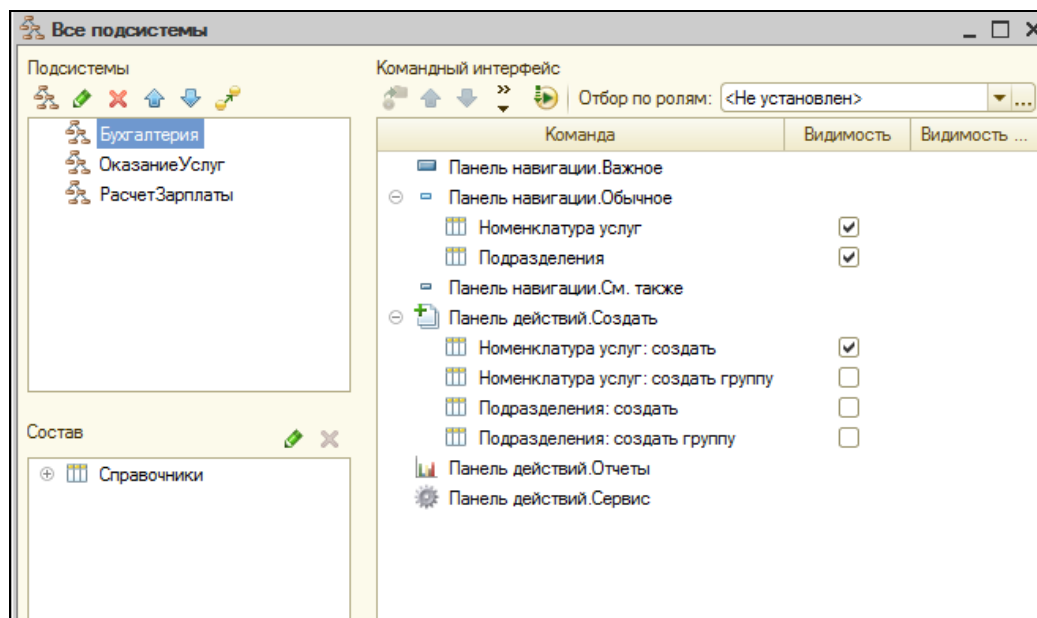 Все подсистемы
Подсистемы
Командный интерфейс
Отбор по ролям: <Не установлен>
Бухгалтерия
ОказаниеУслуг
РасчетЗарплаты
Команда Видимость Видимость ...
Панель навигации.Важное
Панель навигации.Обычное
Номенклатура услуг
Подразделения
Панель навигации.См. также
Панель действий.Создать
Номенклатура услуг: создать
Номенклатура услуг: создать группу
Подразделения: создать
Подразделения: создать группу
Панель действий.Отчеты
Панель действий.Сервис
Состав
Справочники